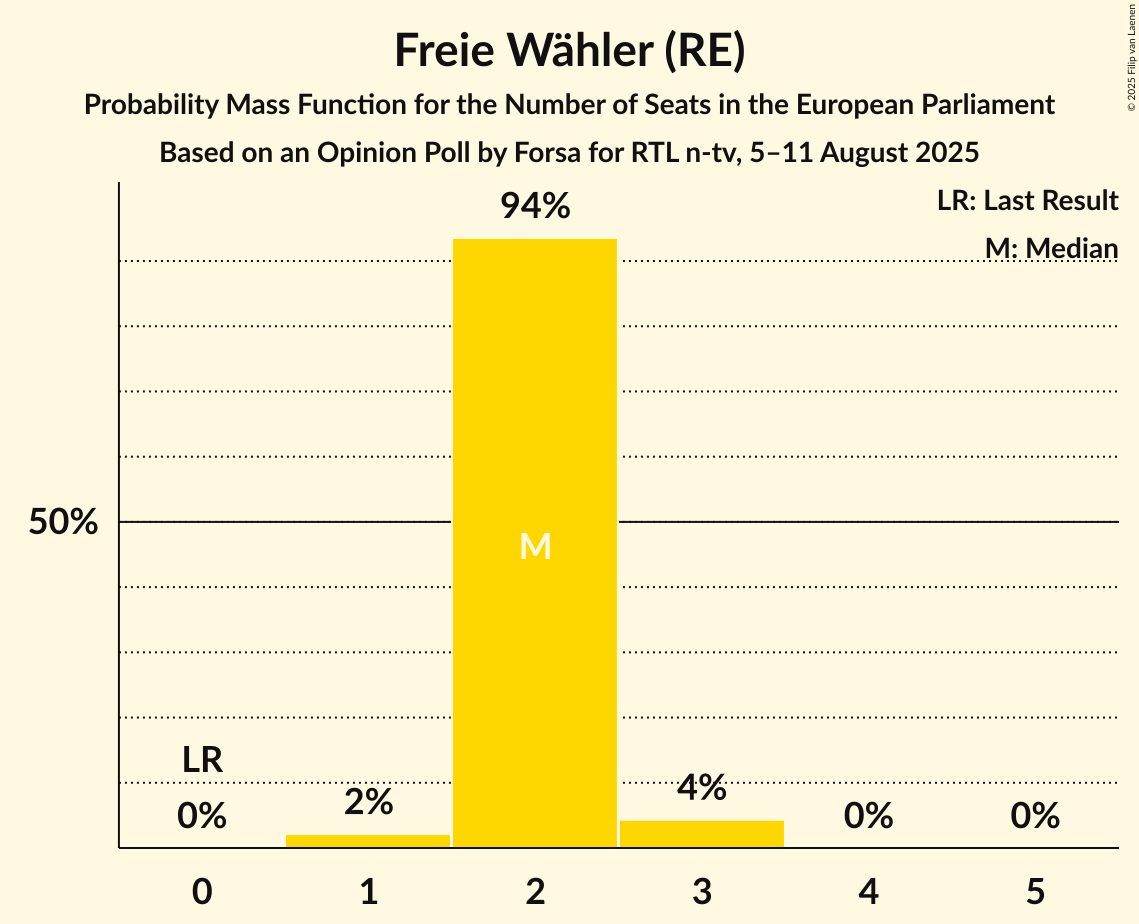 Freie Wähler (RE)
Probability Mass Function for the Number of Seats in the European Parliament
Based on an Opinion Poll by Forsa for RTL n-tv, 5–11 August 2025
© 2025 Filip van Laenen
LR: Last Result
M: Median
94%
50%
M
LR
0%
2%
4%
0%
0%
0
1
2
3
4
5